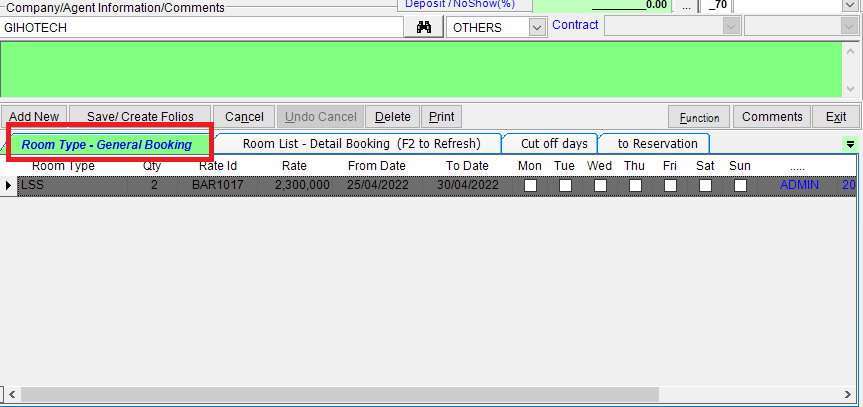 Company/Agent Information/Comments
Deposit / NoShow(%) 0.00 ... _70
GIHOTECH OTHERS Contract
Add New Save/ Create Folios Cancel Undo Cancel Delete Print Function Comments Exit
Room Type - General Booking Room List - Detail Booking (F2 to Refresh) Cut off days to Reservation
Room Type Qty Rate Id Rate From Date To Date Mon Tue Wed Thu Fri Sat Sun .....
LSS 2 BAR1017 2,300,000 25/04/2022 30/04/2022 ADMIN 20